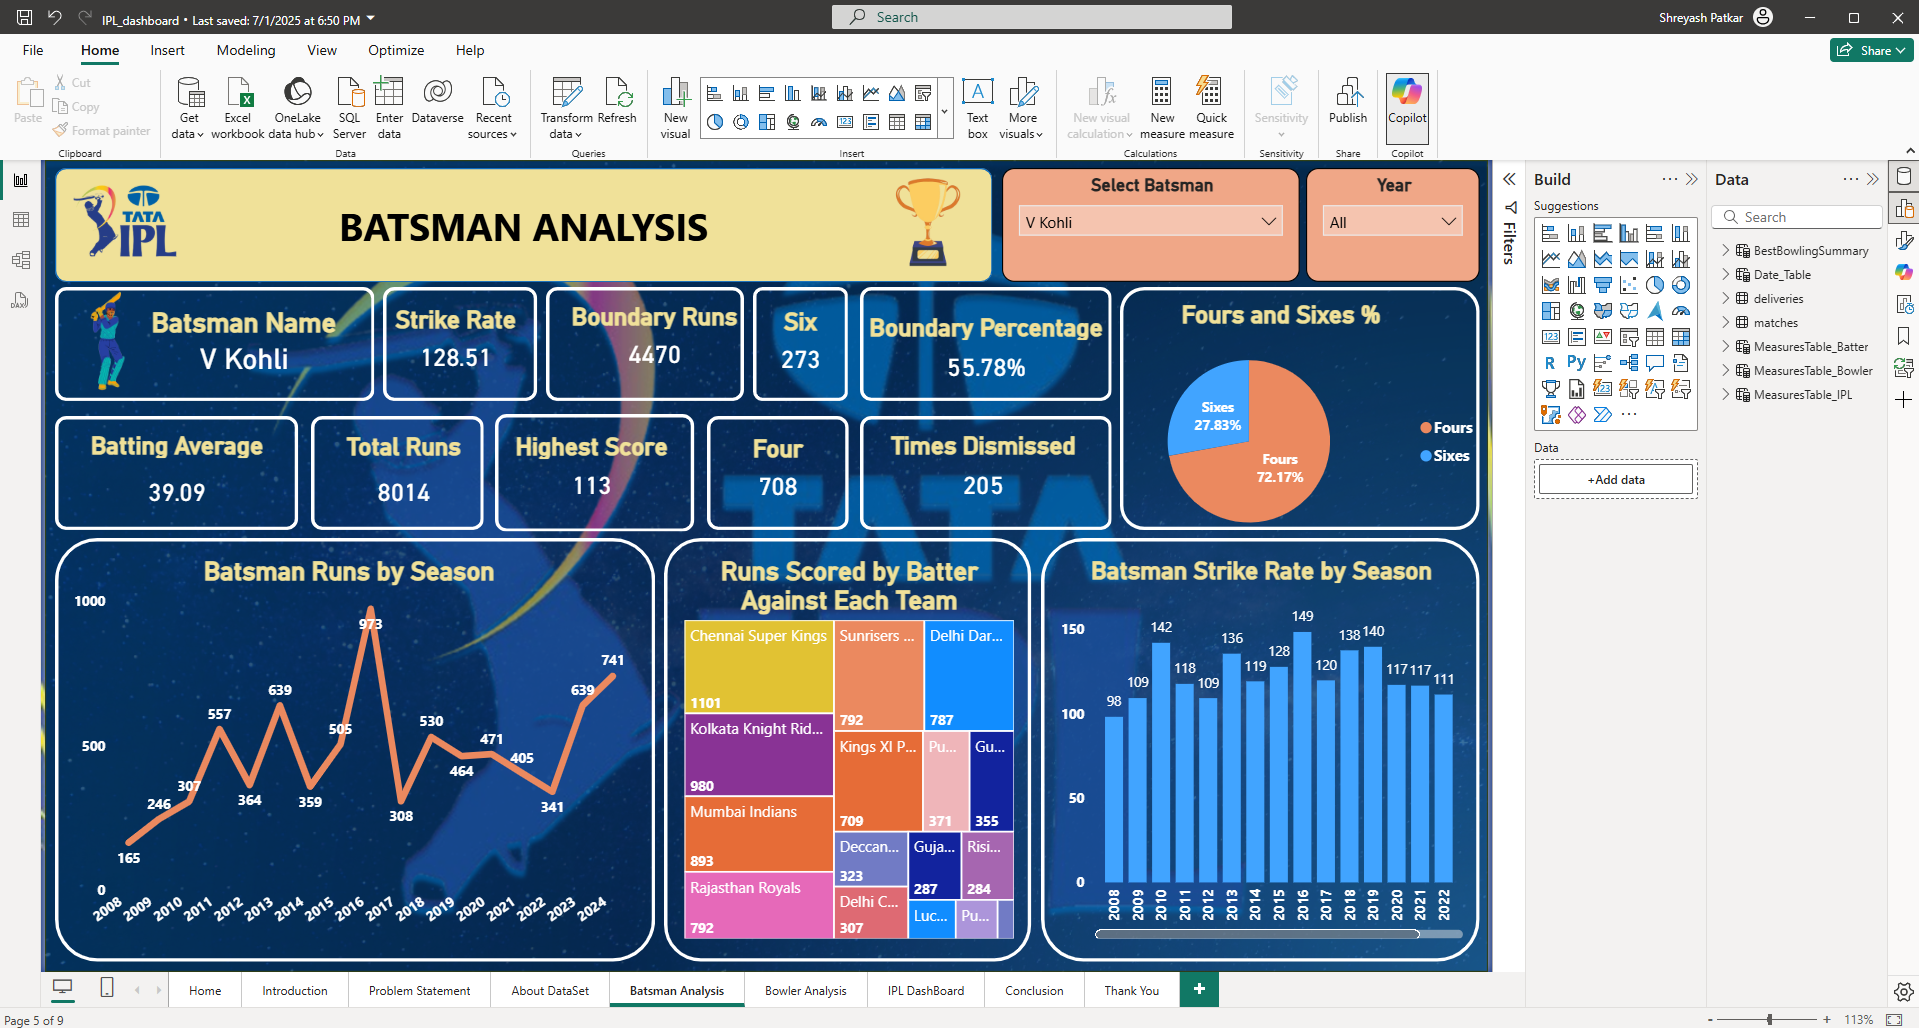 IPL_dashboard • Last saved: 7/1/2025 at 6:50 PM
Search
Shreyash Patkar
File
Home
Insert
Modeling
View
Optimize
Help
Share
Paste
Cut
Copy
Format painter
Clipboard
Get data
Excel workbook
OneLake data hub
SQL Server
Enter data
Dataverse
Recent sources
Data
Transform data
Refresh
Queries
New visual
Text box
More visuals
Insert
New visual calculation
New measure
Quick measure
Calculations
Sensitivity
Sensitivity
Publish
Share
Copilot
Copilot
TATA
IPL
BATSMAN ANALYSIS
Select Batsman
V Kohli
Year
All
Batsman Name
V Kohli
Strike Rate
128.51
Boundary Runs
4470
Six
273
Boundary Percentage
55.78%
Fours and Sixes %
Sixes
27.83%
Fours
72.17%
Fours
Sixes
Batting Average
39.09
Total Runs
8014
Highest Score
113
Four
708
Times Dismissed
205
TATA
Batsman Runs by Season
1000
500
0
165
246
307
557
364
639
359
505
973
308
530
464
471
405
341
639
741
2008
2009
2010
2011
2012
2013
2014
2015
2016
2017
2018
2019
2020
2021
2022
2023
2024
Runs Scored by Batter
Against Each Team
Chennai Super Kings
1101
Kolkata Knight Rid...
980
Mumbai Indians
893
Rajasthan Royals
792
Sunrisers ...
792
Delhi Dar...
787
Kings XI P...
709
Pu...
371
Gu...
355
Deccan...
323
Delhi C...
307
Guja...
287
Risi...
284
Luc...
Pu...
Batsman Strike Rate by Season
150
100
50
0
98
109
142
118
109
136
119
128
149
120
138
140
117
117
111
2008
2009
2010
2011
2012
2013
2014
2015
2016
2017
2018
2019
2020
2021
2022
Filters
Build
Suggestions
R
Py
123
Data
+Add data
Data
Search
BestBowlingSummary
Date_Table
deliveries
matches
MeasuresTable_Batter
MeasuresTable_Bowler
MeasuresTable_IPL
DAX
Home
Introduction
Problem Statement
About DataSet
Batsman Analysis
Bowler Analysis
IPL DashBoard
Conclusion
Thank You
+
Page 5 of 9
- + 113%